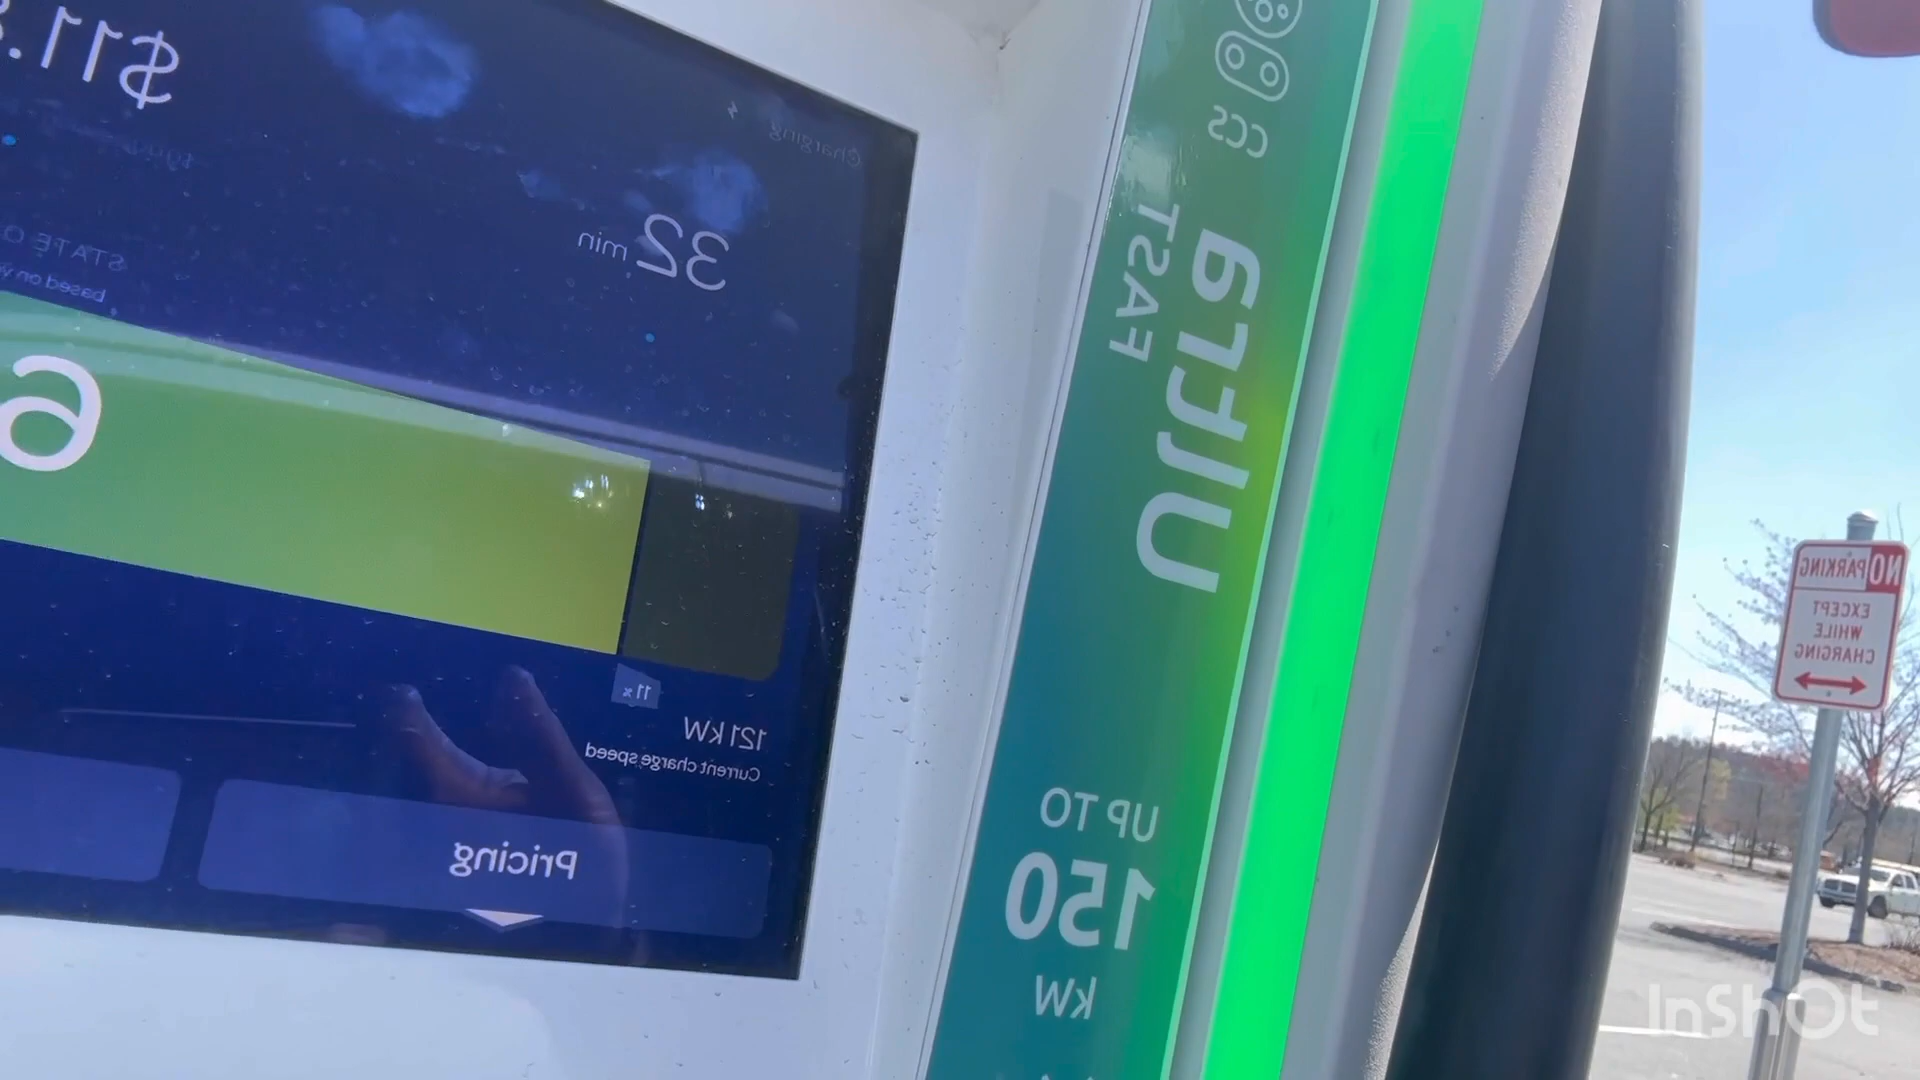 $11.
Charging
32 min
STATE O
based on
6
11%
121 kW
Current charge speed
Pricing
CCS
Ultra
FAST
UP TO
150
kW
NO PARKING
EXCEPT
WHILE
CHARGING
InShOt